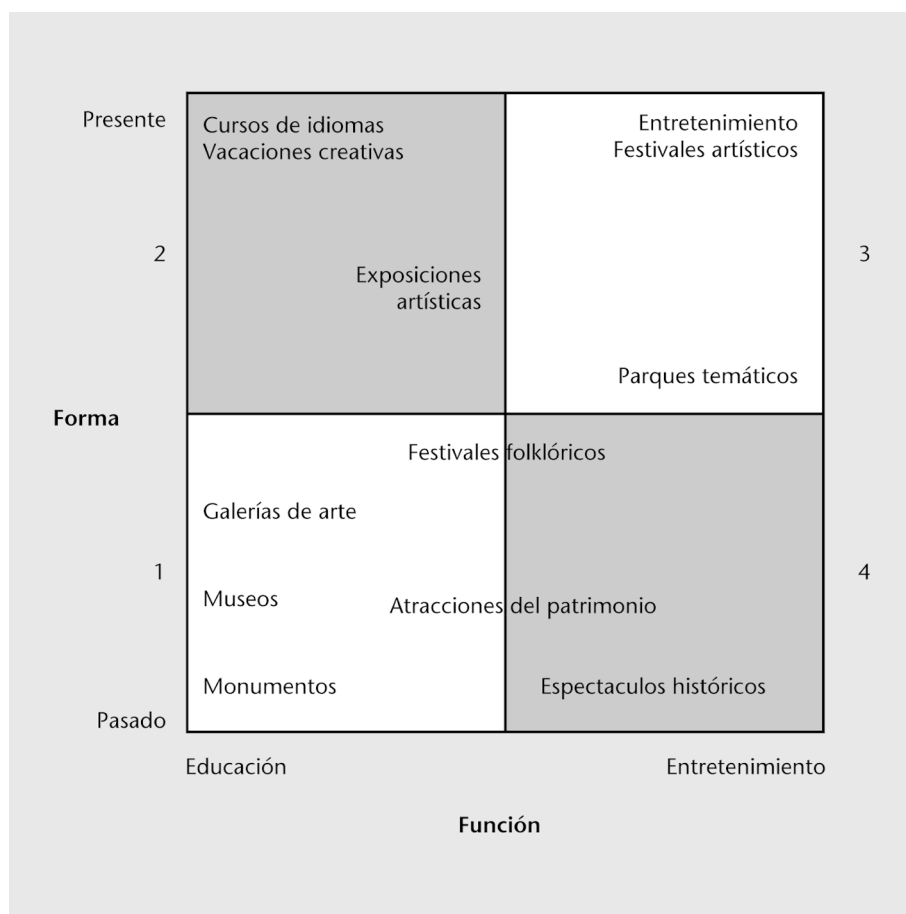 Presente
Cursos de idiomas
Vacaciones creativas
Entretenimiento
Festivales artísticos
2
Exposiciones
artísticas
3
Parques temáticos
Forma
Festivales folklóricos
Galerías de arte
1
Museos
Atracciones del patrimonio
4
Monumentos
Espectaculos históricos
Pasado
Educación
Entretenimiento
Función